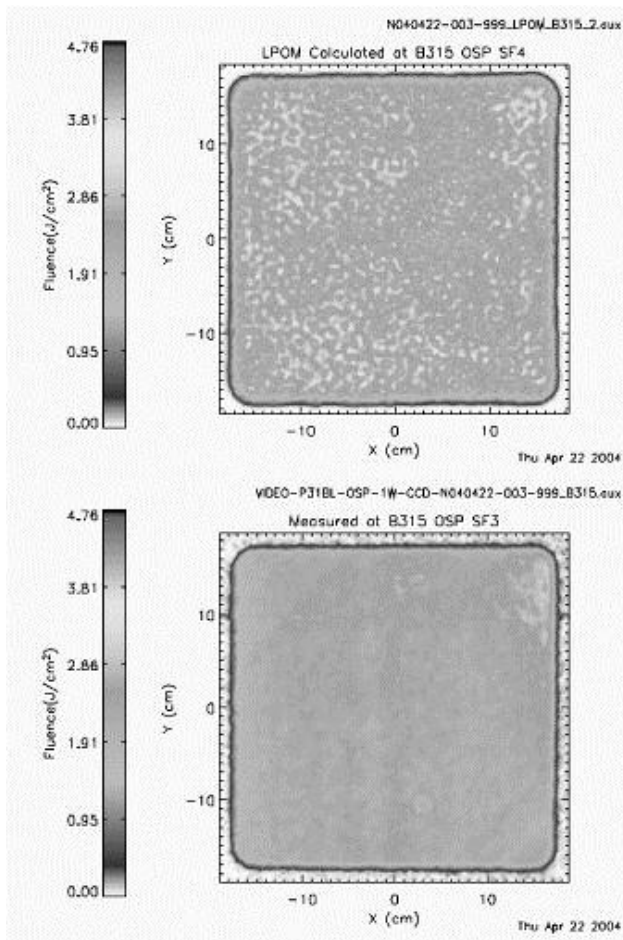 N040422-003-999_LPOM_B315_2.aux
LPOM Calculated at B315 OSP SF4
4.76
3.81
2.86
1.91
0.95
0.00
Fluence(J/cm²)
10
0
-10
Y (cm)
-10 0 10
X (cm)
Thu Apr 22 2004
VIDEO-P31BL-OSP-1W-CCD-N040422-003-999_B315.aux
Measured at B315 OSP SF3
4.76
3.81
2.86
1.91
0.95
0.00
Fluence(J/cm²)
10
0
-10
Y (cm)
-10 0 10
X (cm)
Thu Apr 22 2004